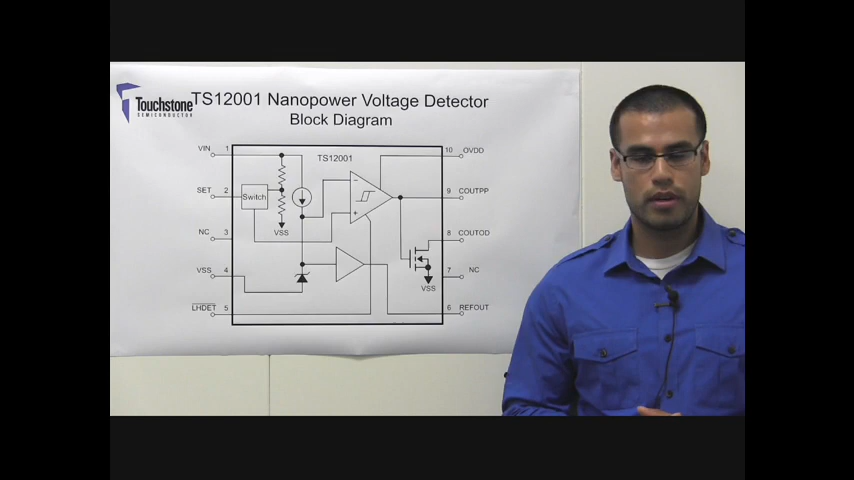 Touchstone
SEMICONDUCTOR
TS12001 Nanopower Voltage Detector
Block Diagram
VIN 1
TS12001
10 OVDD
SET 2
Switch
9 COUTPP
VSS
NC 3
8 COUTOD
VSS 4
7 NC
VSS
LHDET 5
6 REFOUT